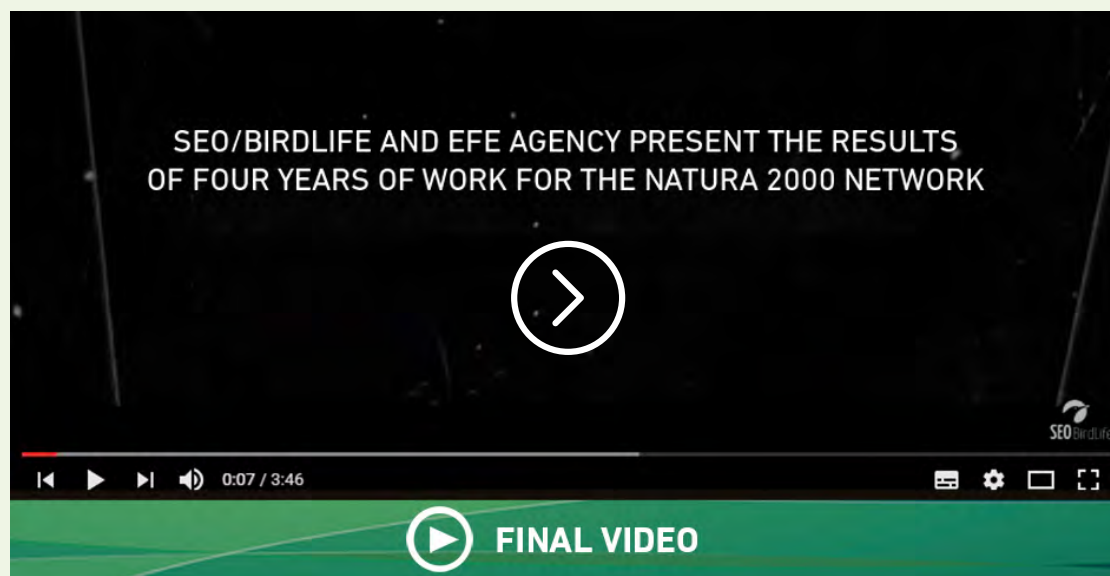 SEO/BIRDLIFE AND EFE AGENCY PRESENT THE RESULTS
OF FOUR YEARS OF WORK FOR THE NATURA 2000 NETWORK
SEO BirdLife
0:07 / 3:46
FINAL VIDEO